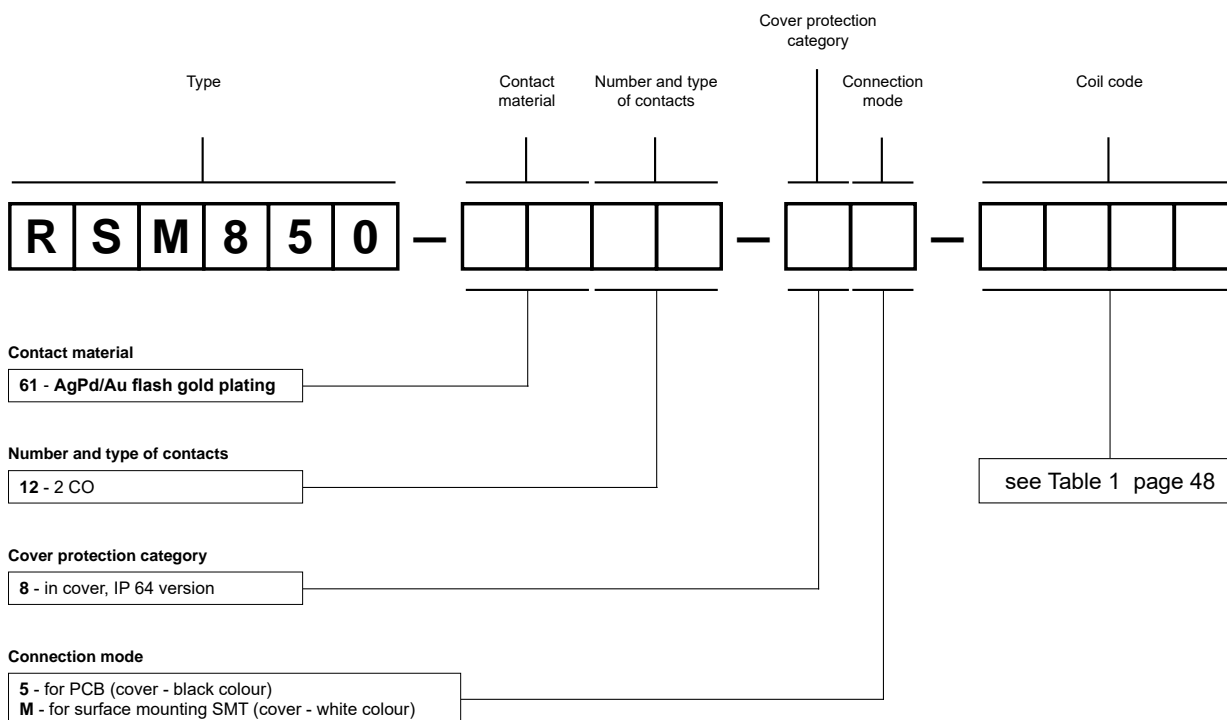 Cover protection
category
Type
Contact
material
Number and type
of contacts
Connection
mode
Coil code
RSM850 – –  –
Contact material
61 - AgPd/Au flash gold plating
Number and type of contacts
12 - 2 CO
see Table 1 page 48
Cover protection category
8 - in cover, IP 64 version
Connection mode
5 - for PCB (cover - black colour)
M - for surface mounting SMT (cover - white colour)